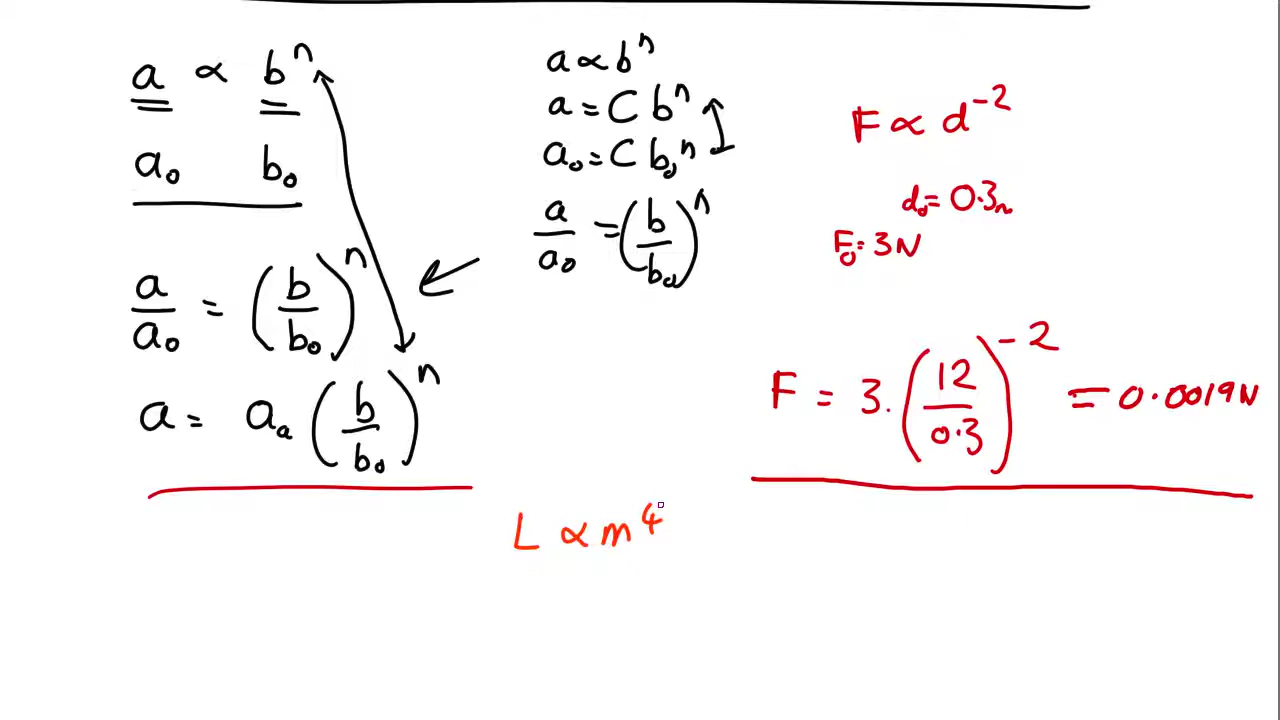 a ∝ bⁿ
a₀ b₀
a/a₀ = (b/b₀)ⁿ
a = aₐ (b/b₀)ⁿ
a ∝ bⁿ
a = C bⁿ
a₀ = C b₀ⁿ
a/a₀ = (b/b₀)ⁿ
F ∝ d⁻²
d₀ = 0.3m
F₀ = 3N
F = 3.(12/0.3)⁻² = 0.0019N
L ∝ m⁴